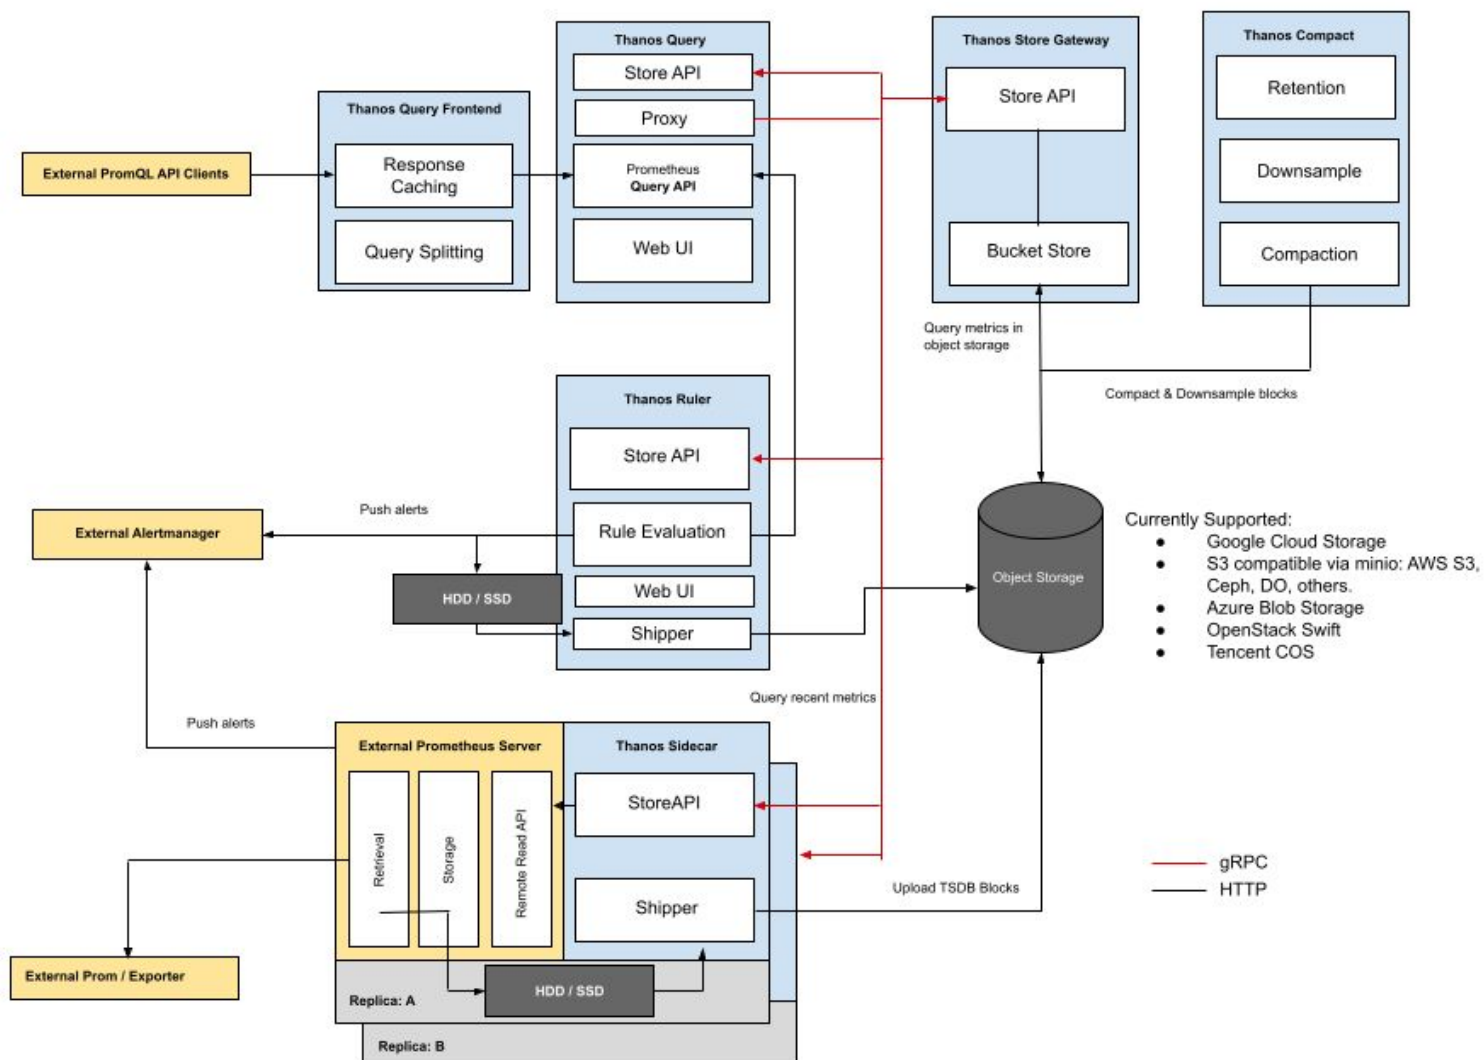 Thanos Query
Store API
Proxy
Prometheus
Query API
Web UI
Thanos Store Gateway
Store API
Bucket Store
Thanos Compact
Retention
Downsample
Compaction
Thanos Query Frontend
Response
Caching
Query Splitting
External PromQL API Clients
Query metrics in
object storage
Compact & Downsample blocks
Thanos Ruler
Store API
Rule Evaluation
Web UI
Shipper
Push alerts
External Alertmanager
HDD / SSD
Object Storage
Currently Supported:
● Google Cloud Storage
● S3 compatible via minio: AWS S3,
Ceph, DO, others.
● Azure Blob Storage
● OpenStack Swift
● Tencent COS
Query recent metrics
Push alerts
External Prometheus Server
Retrieval
Storage
Remote Read API
Thanos Sidecar
StoreAPI
Shipper
Upload TSDB Blocks
gRPC
HTTP
External Prom / Exporter
HDD / SSD
Replica: A
Replica: B